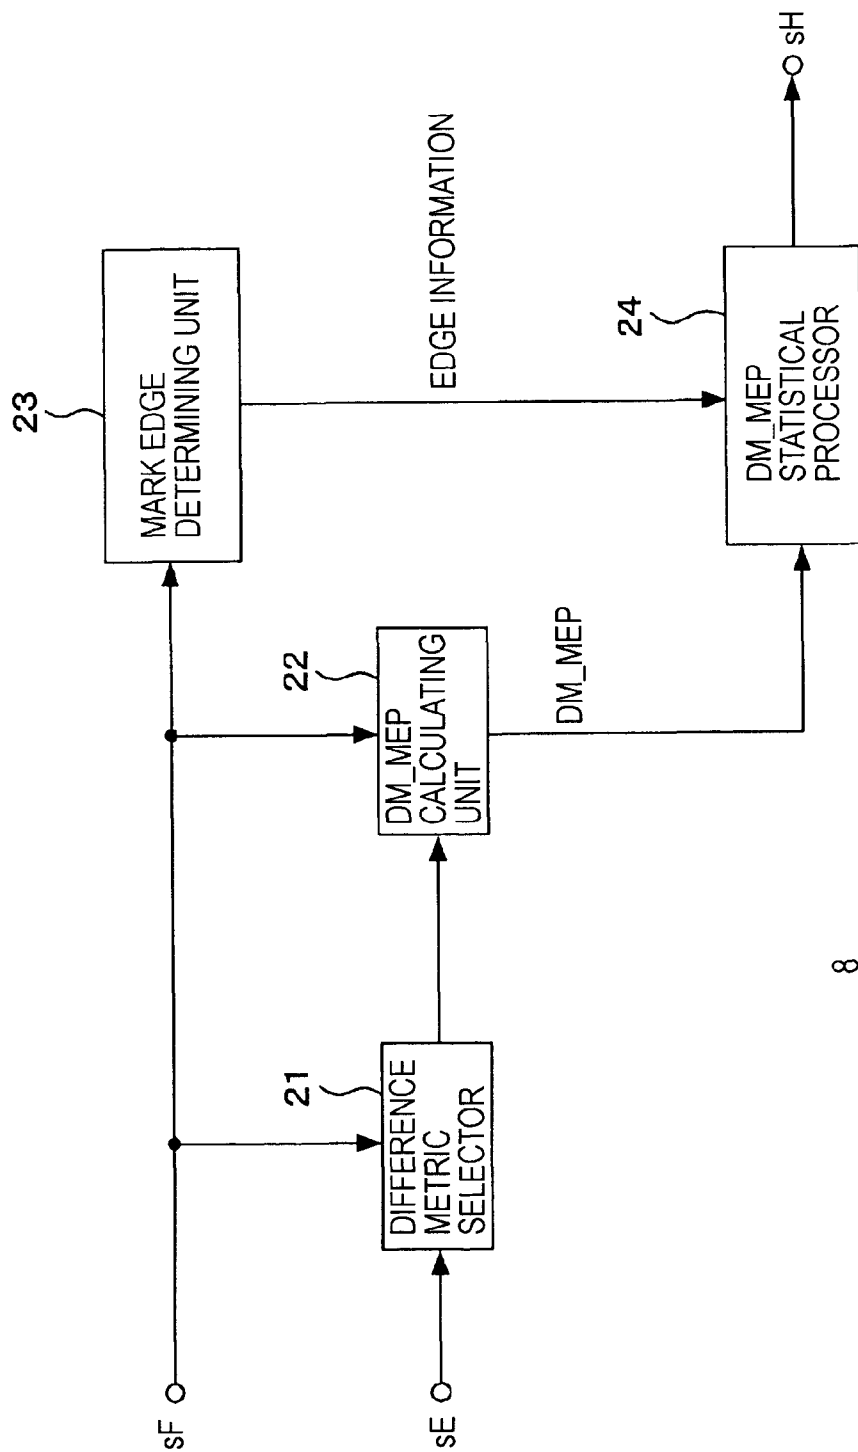 sF
23
MARK EDGE
DETERMINING UNIT
EDGE INFORMATION
sE
21
DIFFERENCE
METRIC
SELECTOR
22
DM_MEP
CALCULATING
UNIT
DM_MEP
24
DM_MEP
STATISTICAL
PROCESSOR
sH
8